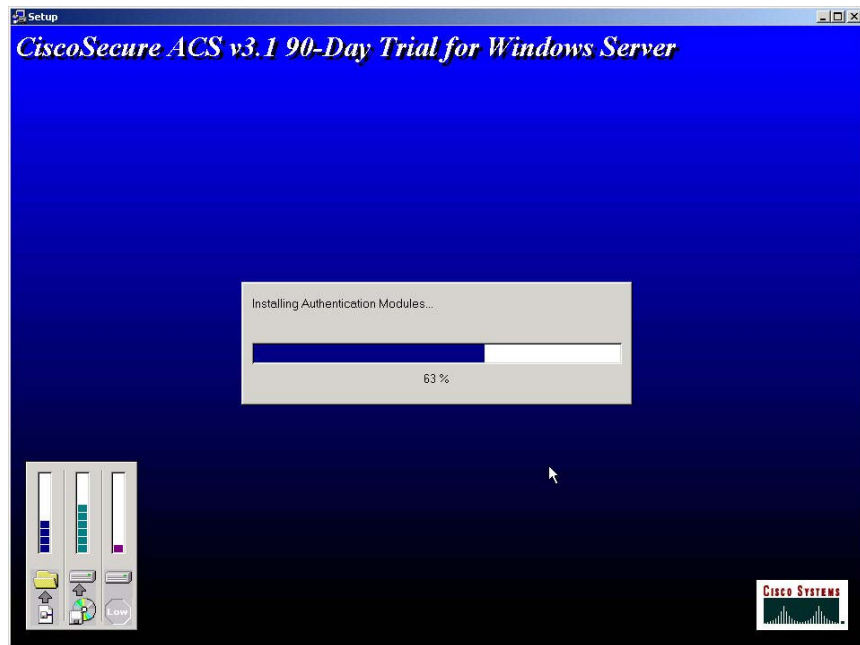 Setup
CiscoSecure ACS v3.1 90-Day Trial for Windows Server
Installing Authentication Modules...
63 %
Low
CISCO SYSTEMS